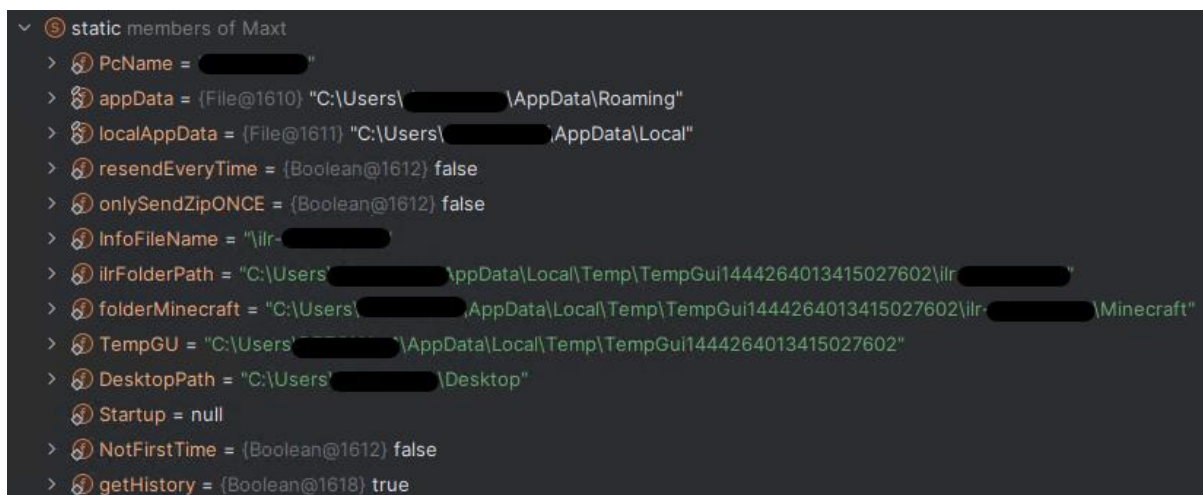 static members of Maxt
PcName = "
appData = {File@1610} "C:\Users\ \AppData\Roaming"
localAppData = {File@1611} "C:\Users\ AppData\Local"
resendEveryTime = {Boolean@1612} false
onlySendZipONCE = {Boolean@1612} false
InfoFileName = "\ilr-
ilrFolderPath = "C:\Users\ \AppData\Local\Temp\TempGui1444264013415027602\ilr "
folderMinecraft = "C:\Users\ AppData\Local\Temp\TempGui1444264013415027602\ilr- \Minecraft"
TempGU = "C:\Users\ \AppData\Local\Temp\TempGui1444264013415027602"
DesktopPath = "C:\Users\ \Desktop"
Startup = null
NotFirstTime = {Boolean@1612} false
getHistory = {Boolean@1618} true